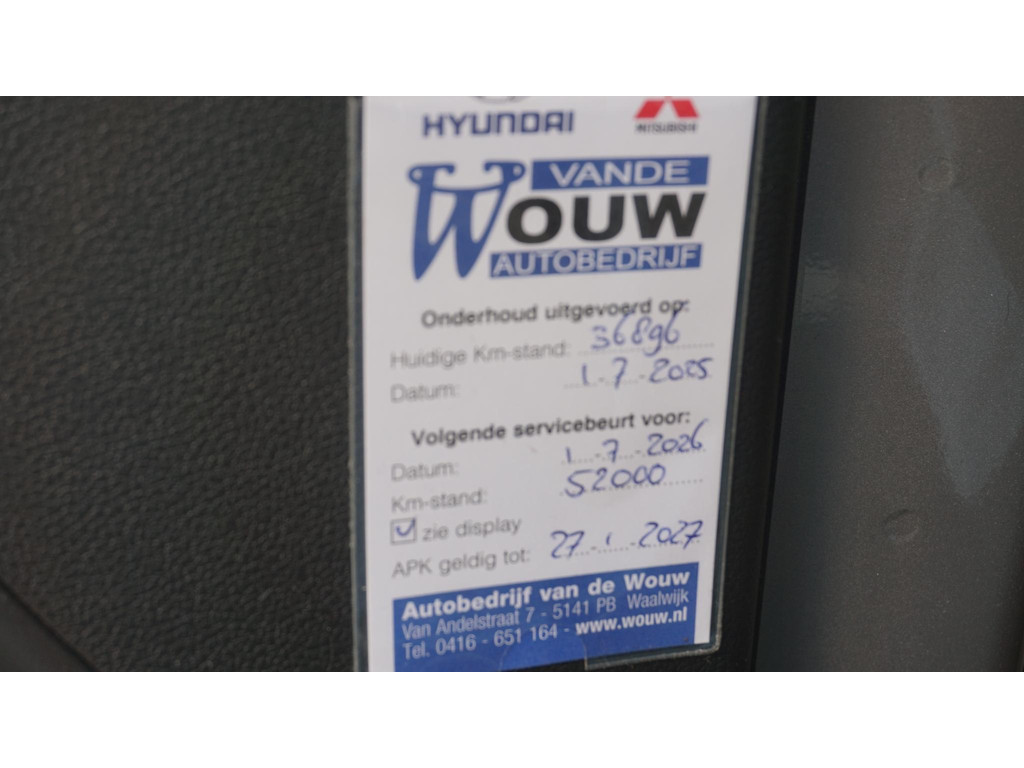 HYUNDAI MITSUBISHI
VAN DE
WOUW
AUTOBEDRIJF
Onderhoud uitgevoerd op:
Huidige Km-stand: 36896
Datum: 1-7-2025
Volgende servicebeurt voor:
Datum: 1-7-2026
Km-stand: 52000
zie display
APK geldig tot: 27-1-2027
Autobedrijf van de Wouw
Van Andelstraat 7 - 5141 PB Waalwijk
Tel. 0416 - 651 164 - www.wouw.nl